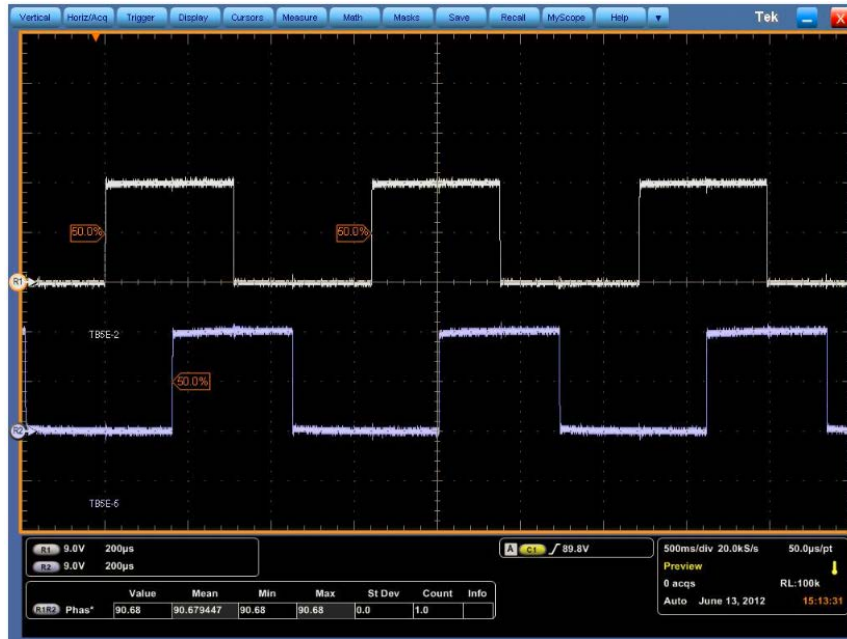 Vertical Horiz/Acq Trigger Display Cursors Measure Math Masks Save Recall MyScope Help Tek
50.0% 50.0%
R1
TB5E-2
50.0%
R2
TB5E-5
R1 9.0V 200µs
R2 9.0V 200µs
A C1 89.8V
500ms/div 20.0kS/s 50.0µs/pt
Preview
0 acqs RL:100k
Auto June 13, 2012 15:13:31
Value Mean Min Max St Dev Count Info
R1R2 Phas* 90.68 90.679447 90.68 90.68 0.0 1.0